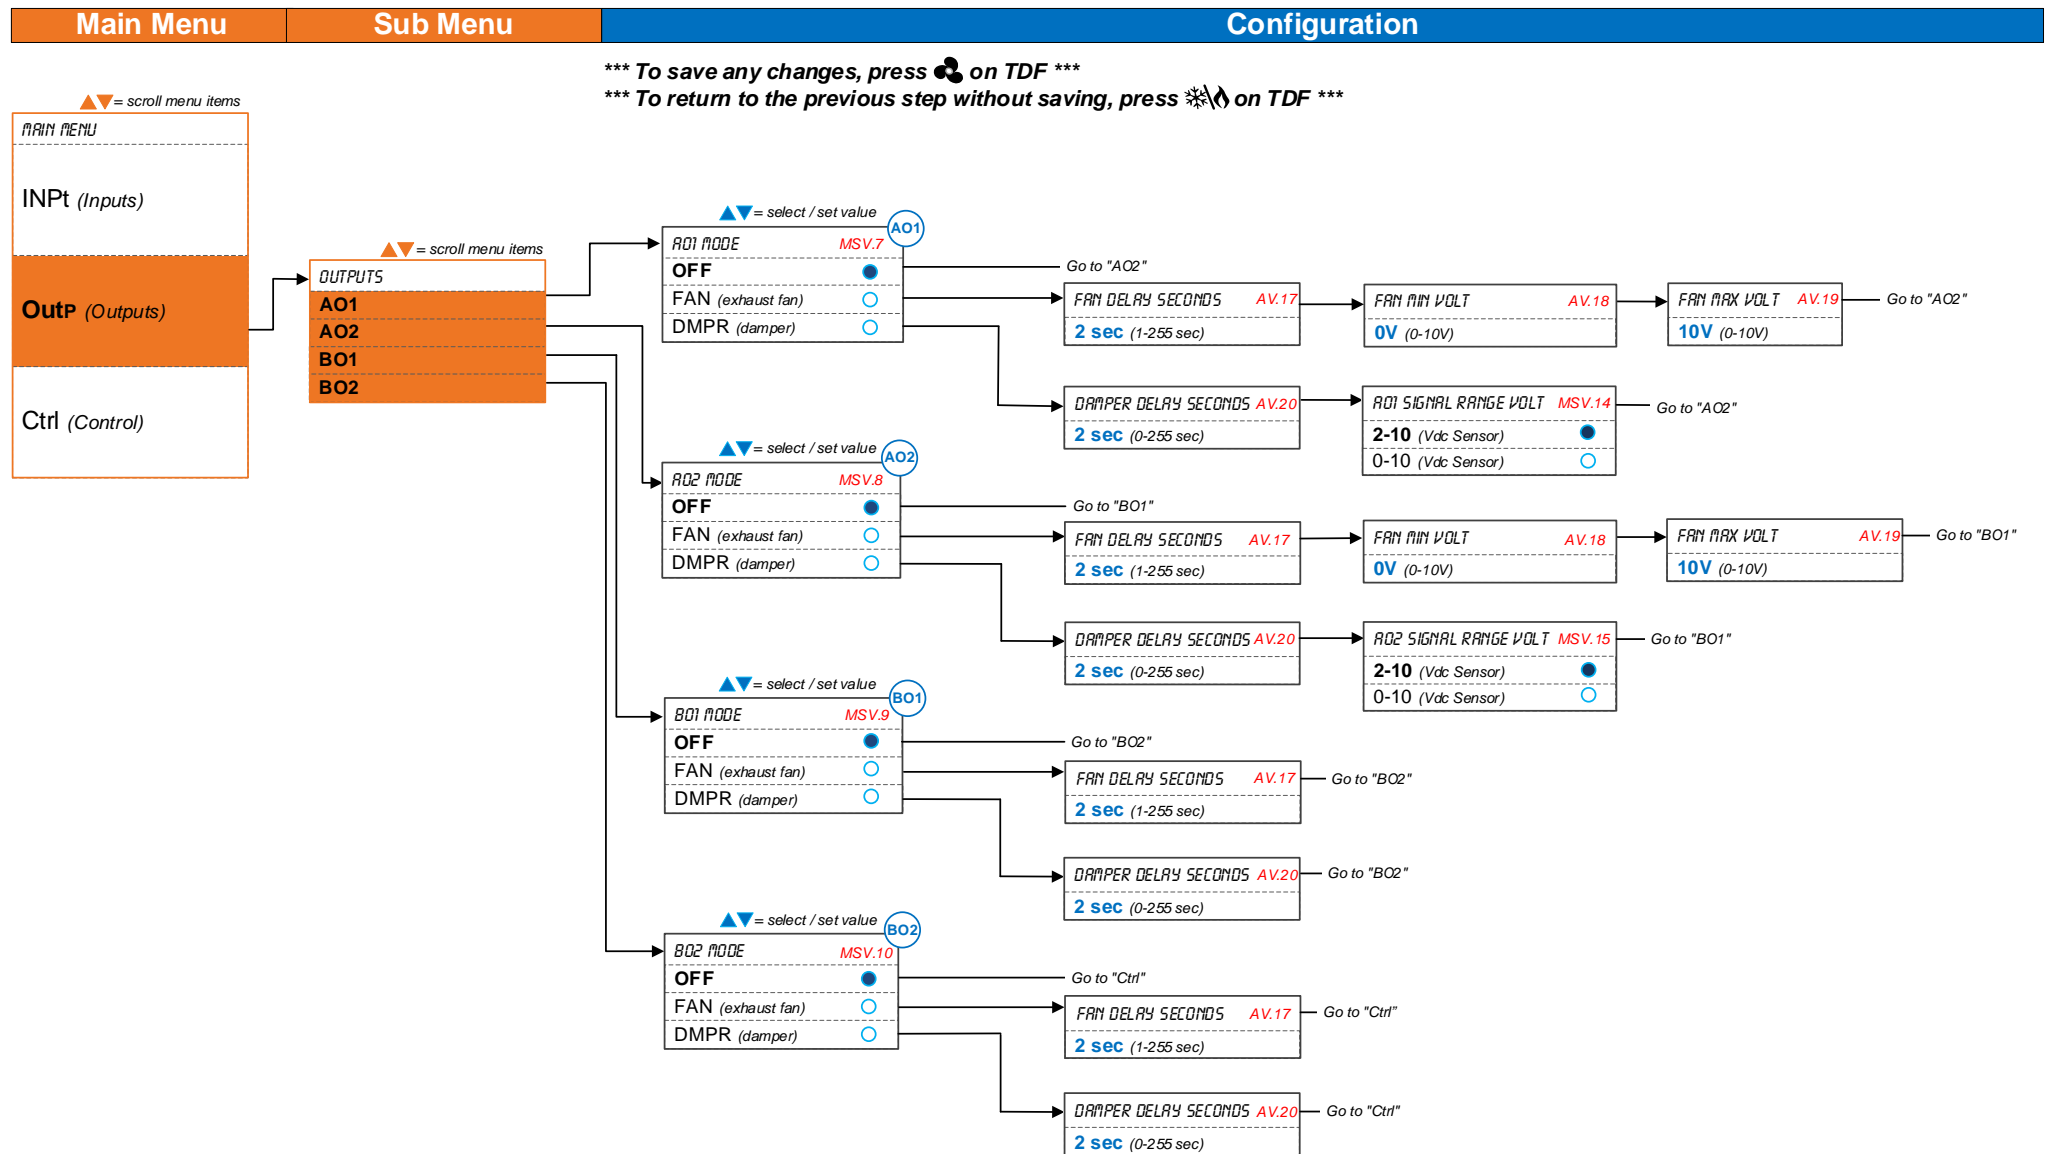 Main Menu
Sub Menu
Configuration
*** To save any changes, press on TDF ***
*** To return to the previous step without saving, press on TDF ***
= scroll menu items
MAIN MENU
INPt (Inputs)
OutP (Outputs)
Ctrl (Control)
= scroll menu items
OUTPUTS
AO1
AO2
BO1
BO2
= select / set value
AO1
AO1 MODE MSV.7
OFF
FAN (exhaust fan)
DMPR (damper)
Go to "AO2"
FAN DELAY SECONDS AV.17
2 sec (1-255 sec)
FAN MIN VOLT AV.18
0V (0-10V)
FAN MAX VOLT AV.19
10V (0-10V)
Go to "AO2"
DAMPER DELAY SECONDS AV.20
2 sec (0-255 sec)
AO1 SIGNAL RANGE VOLT MSV.14
2-10 (Vdc Sensor)
0-10 (Vdc Sensor)
Go to "AO2"
= select / set value
AO2
AO2 MODE MSV.8
OFF
FAN (exhaust fan)
DMPR (damper)
Go to "BO1"
FAN DELAY SECONDS AV.17
2 sec (1-255 sec)
FAN MIN VOLT AV.18
0V (0-10V)
FAN MAX VOLT AV.19
10V (0-10V)
Go to "BO1"
DAMPER DELAY SECONDS AV.20
2 sec (0-255 sec)
AO2 SIGNAL RANGE VOLT MSV.15
2-10 (Vdc Sensor)
0-10 (Vdc Sensor)
Go to "BO1"
= select / set value
BO1
BO1 MODE MSV.9
OFF
FAN (exhaust fan)
DMPR (damper)
Go to "BO2"
FAN DELAY SECONDS AV.17
2 sec (1-255 sec)
Go to "BO2"
DAMPER DELAY SECONDS AV.20
2 sec (0-255 sec)
Go to "BO2"
= select / set value
BO2
BO2 MODE MSV.10
OFF
FAN (exhaust fan)
DMPR (damper)
Go to "Ctrl"
FAN DELAY SECONDS AV.17
2 sec (1-255 sec)
Go to "Ctrl"
DAMPER DELAY SECONDS AV.20
2 sec (0-255 sec)
Go to "Ctrl"